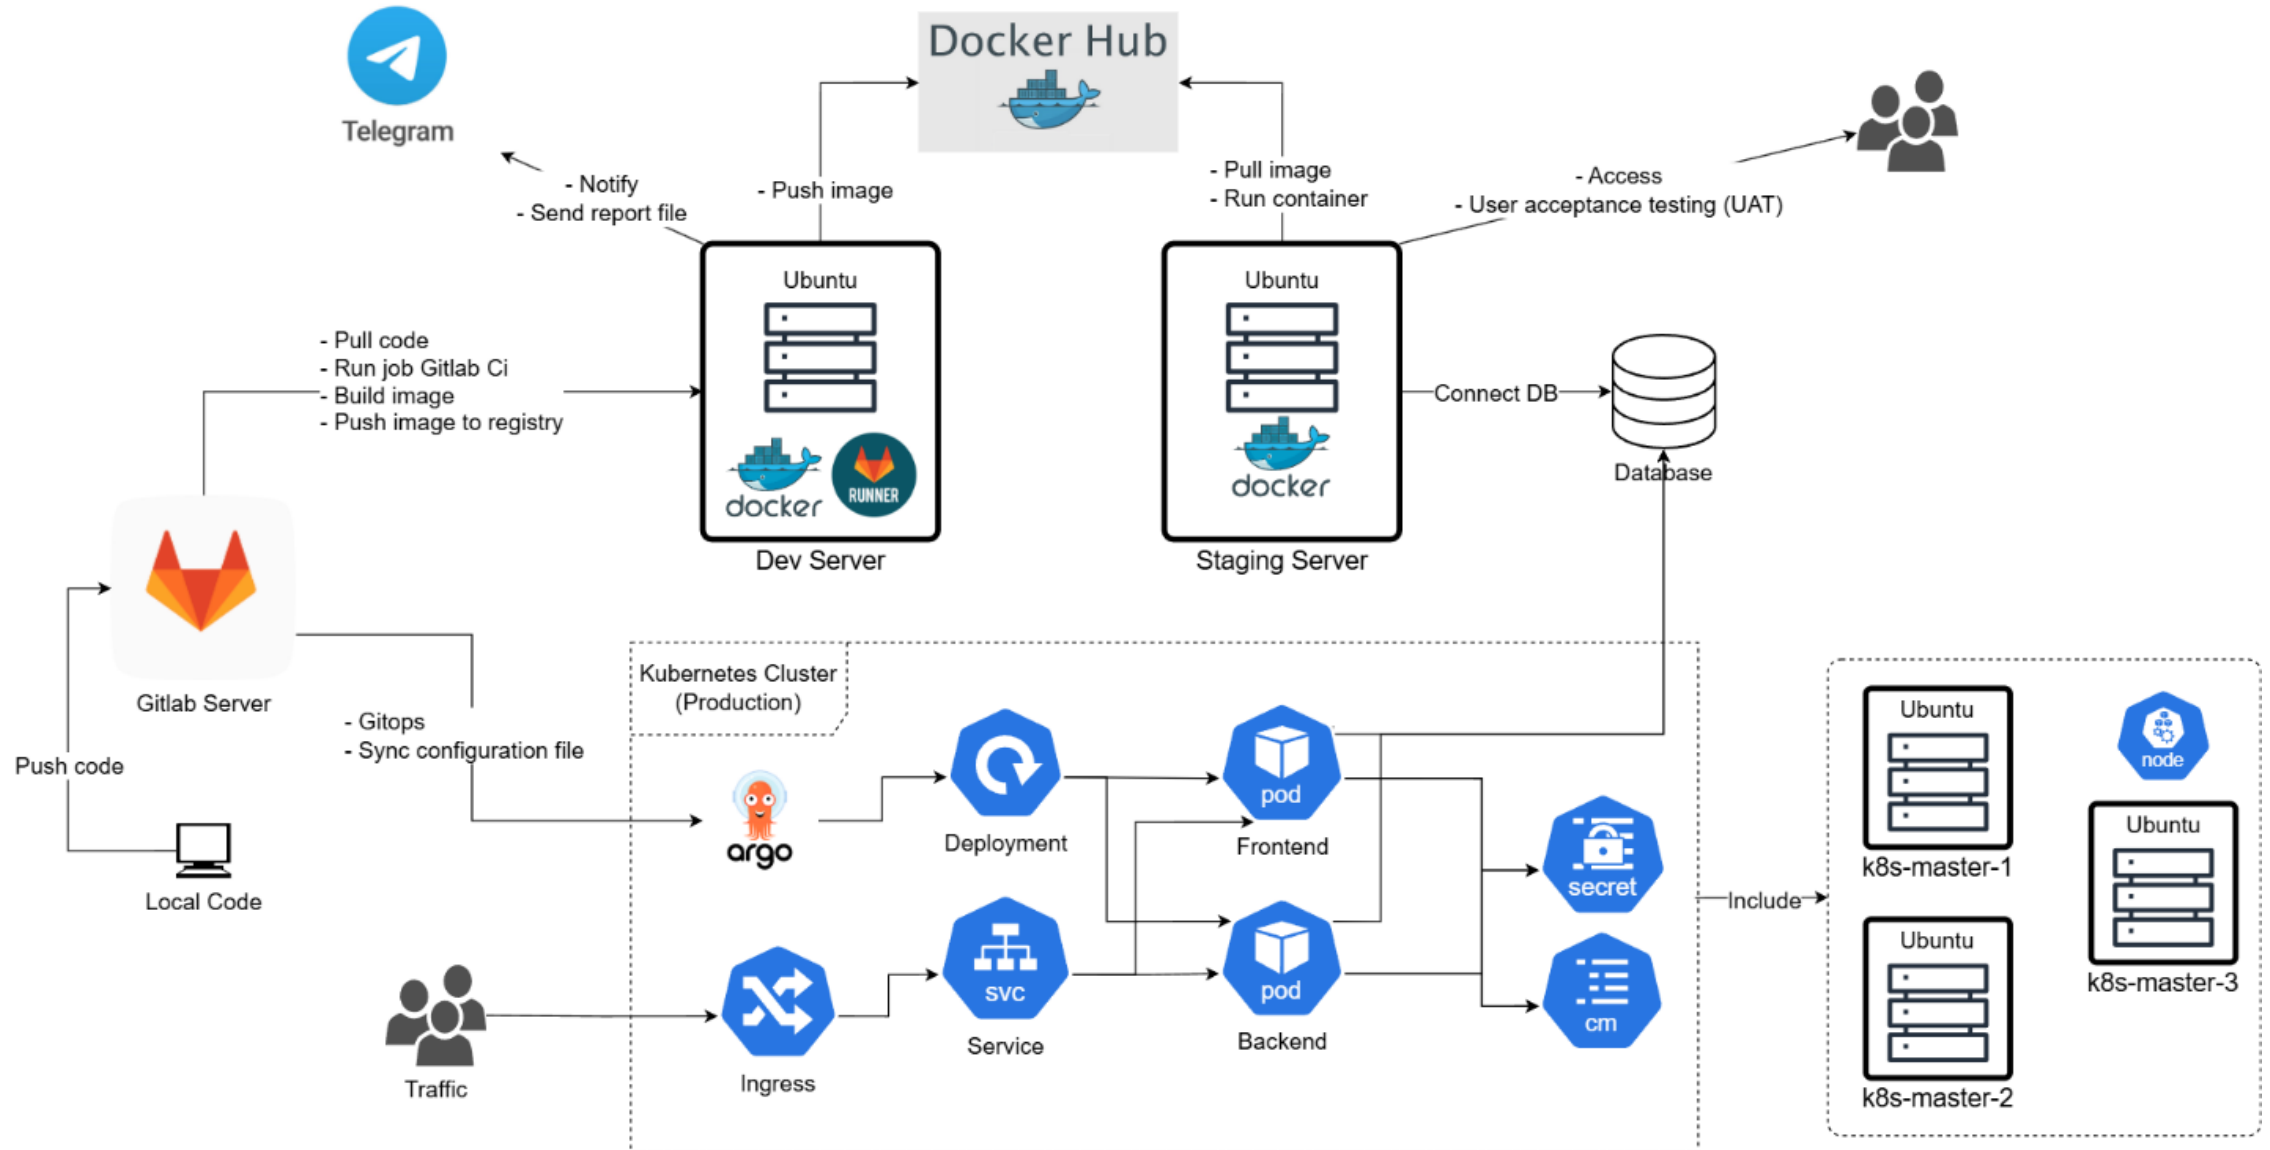 Telegram
Docker Hub
- Notify
- Send report file
- Push image
- Pull image
- Run container
- Access
- User acceptance testing (UAT)
Ubuntu
docker
RUNNER
Dev Server
Ubuntu
docker
Staging Server
Connect DB
Database
- Pull code
- Run job Gitlab Ci
- Build image
- Push image to registry
Gitlab Server
Push code
Local Code
- Gitops
- Sync configuration file
Kubernetes Cluster
(Production)
argo
Deployment
pod
Frontend
secret
Traffic
Ingress
svc
Service
pod
Backend
cm
Include
Ubuntu
k8s-master-1
node
Ubuntu
k8s-master-3
Ubuntu
k8s-master-2